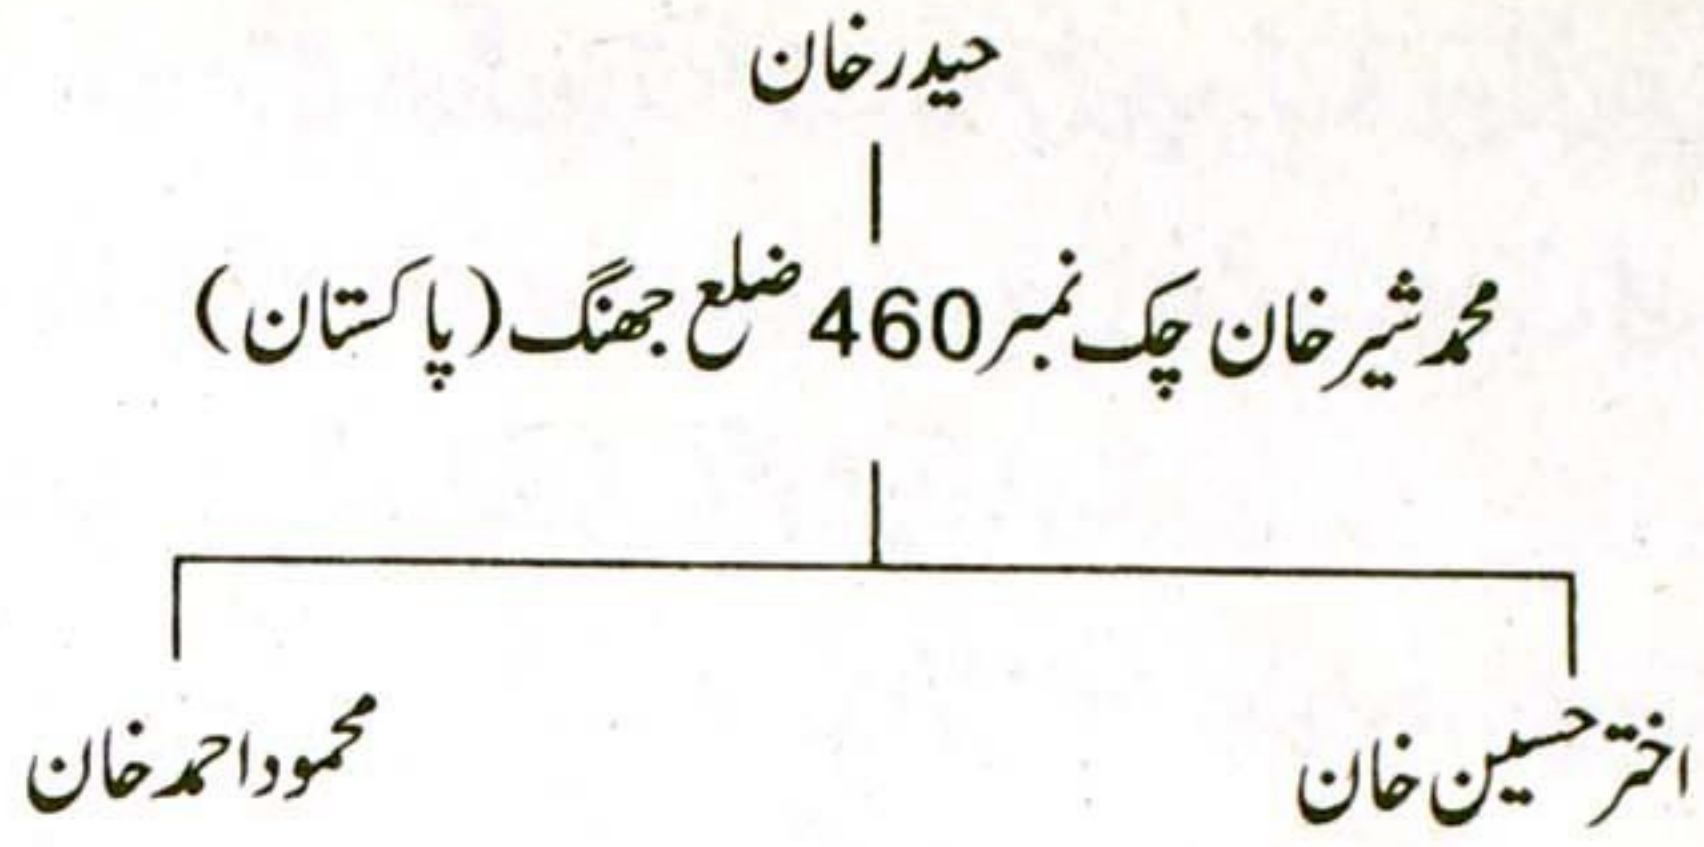 حیدر خان
محمد شیر خان چک نمبر 460 ضلع جھنگ (پاکستان)
اختر حسین خان
محمود احمد خان